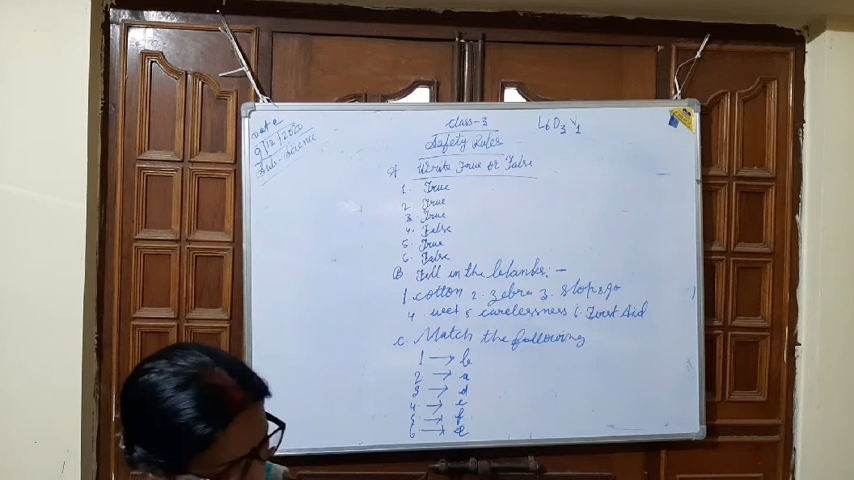 Date
9/12/2020
Sub. Science
Class-3
L6D3V1
Safety Rules
A Write True or False
1. True
2. True
3. True
4. False
5. True
6. False
B Fill in the blanks:-
1. cotton 2. zebra 3. stop & go
4. wet 5 carelessness 6. First Aid
C Match the following
1 → b
2 → a
3 → d
4 → e
5 → f
6 →